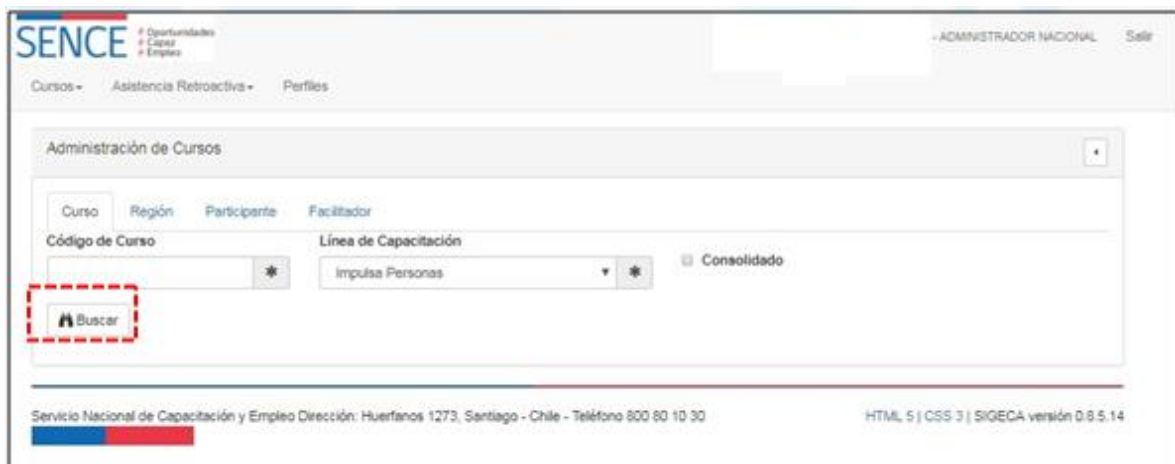 SENCE
# Oportunidades
# Capaz
# Empleo
- ADMINISTRADOR NACIONAL Salir
Cursos Asistencia Retroactiva Perfiles
Administración de Cursos
Curso Región Participante Facilitador
Código de Curso Línea de Capacitación
Consolidado
* Impulsa Personas *
Buscar
Servicio Nacional de Capacitación y Empleo Dirección: Huerfanos 1273, Santiago - Chile - Teléfono 800 80 10 30 HTML 5 | CSS 3 | SIGECA versión 0.8.5.14